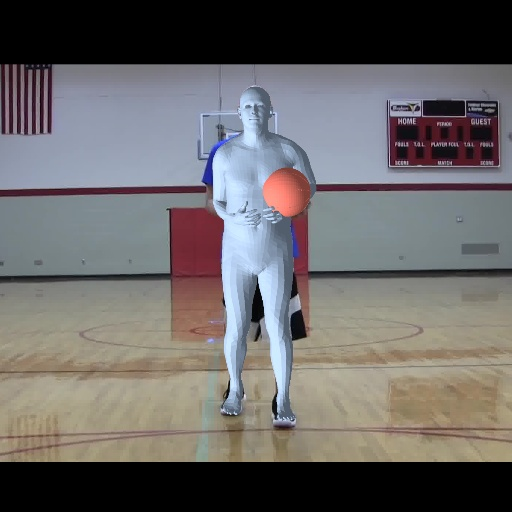 HOME
PERIOD
GUEST
FOULS T.O.L. PLAYER FOUL T.O.L. FOULS
SCORE MATCH SCORE